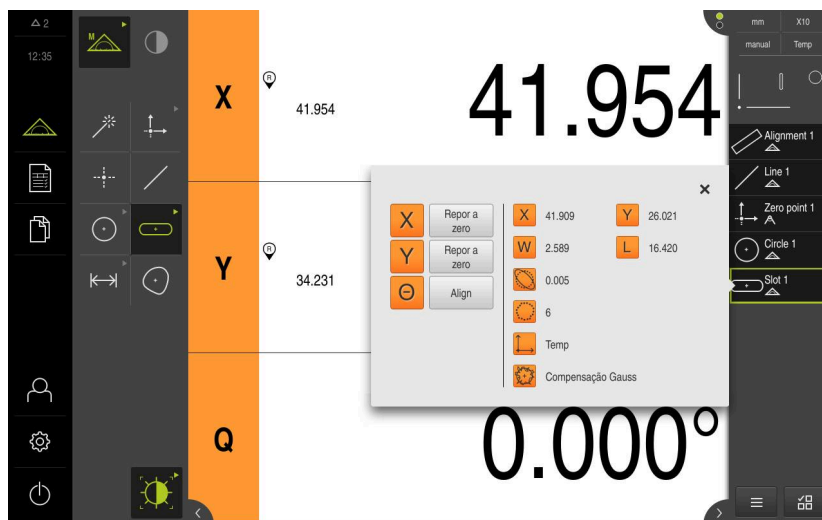 2
12:35
M
X
R
41.954
41.954
Y
R
34.231
Q
0.000°
X
Repor a
zero
Y
Repor a
zero
Θ
Align
X
41.909
Y
26.021
W
2.589
L
16.420
0.005
6
Temp
Compensação Gauss
mm
X10
manual
Temp
Alignment 1
Line 1
Zero point 1
Circle 1
Slot 1